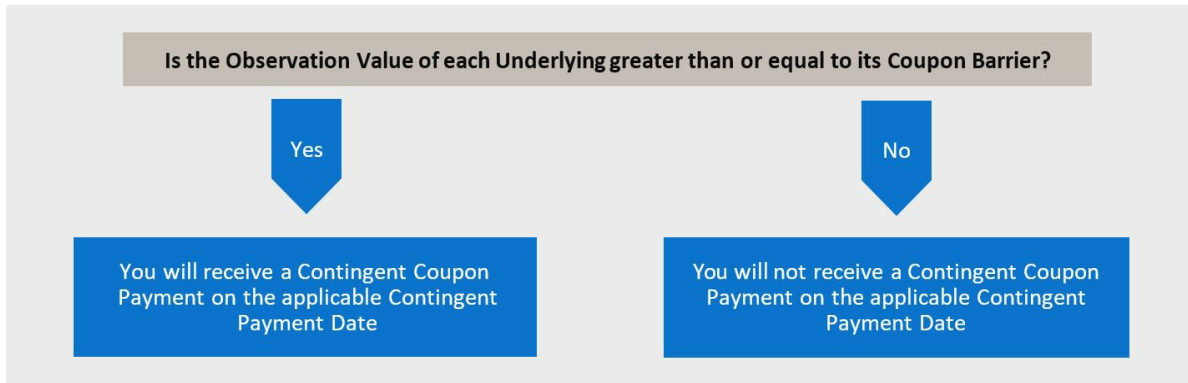 Is the Observation Value of each Underlying greater than or equal to its Coupon Barrier?
Yes
No
You will receive a Contingent Coupon
Payment on the applicable Contingent
Payment Date
You will not receive a Contingent Coupon
Payment on the applicable Contingent
Payment Date